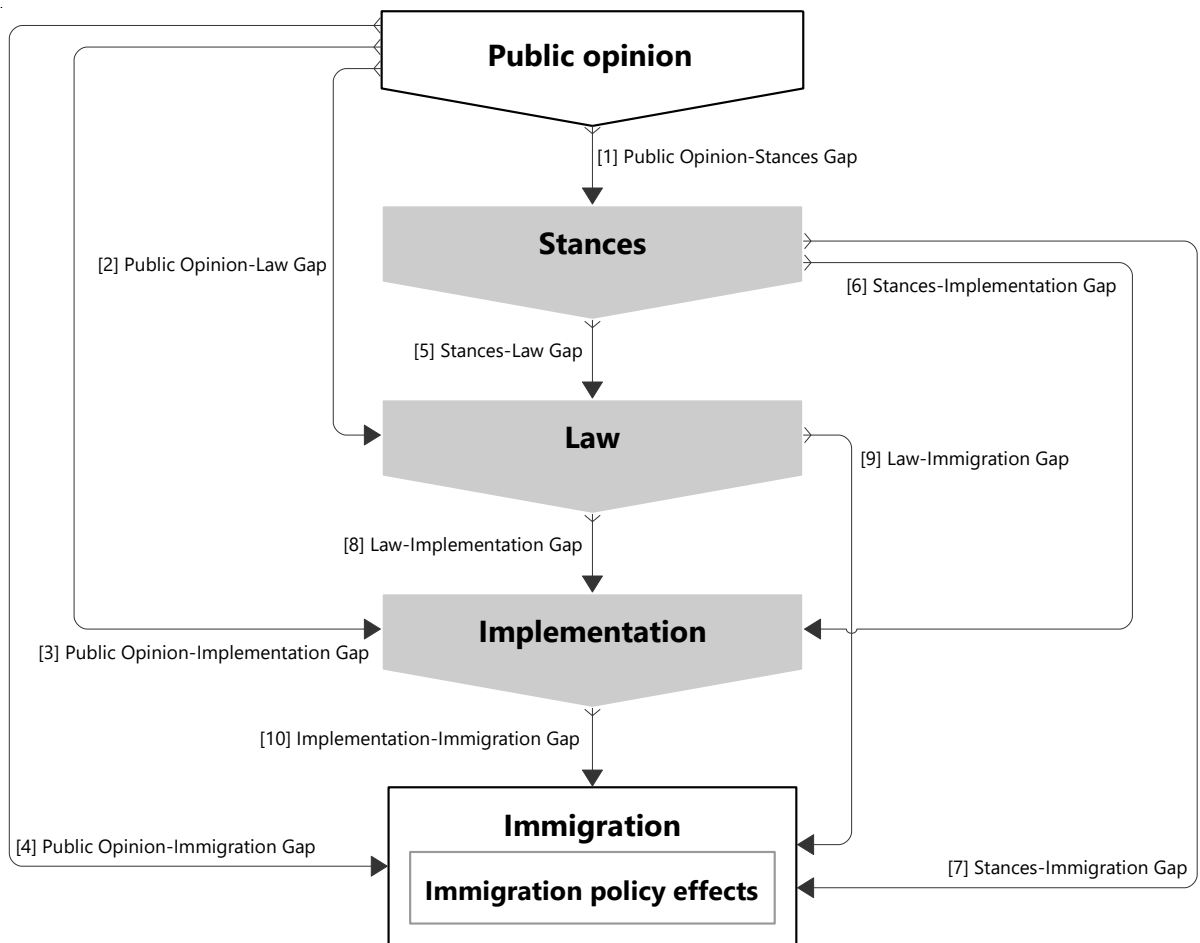 Public opinion
[1] Public Opinion-Stances Gap
Stances
[2] Public Opinion-Law Gap
[6] Stances-Implementation Gap
[5] Stances-Law Gap
Law
[9] Law-Immigration Gap
[8] Law-Implementation Gap
Implementation
[3] Public Opinion-Implementation Gap
[10] Implementation-Immigration Gap
Immigration
[4] Public Opinion-Immigration Gap
[7] Stances-Immigration Gap
Immigration policy effects